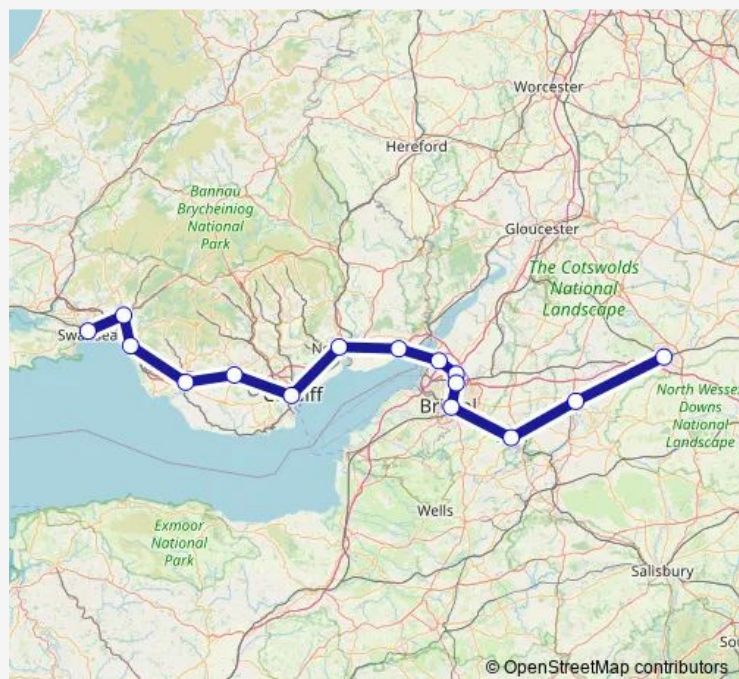 Worcester
Hereford
Bannau
Brycheiniog
National
Park
Gloucester
The Cotswolds
National
Landscape
Swansea
North Wessex
Downs
National
Landscape
Wells
Exmoor
National
Park
Salisbury
© OpenStreetMap contributors